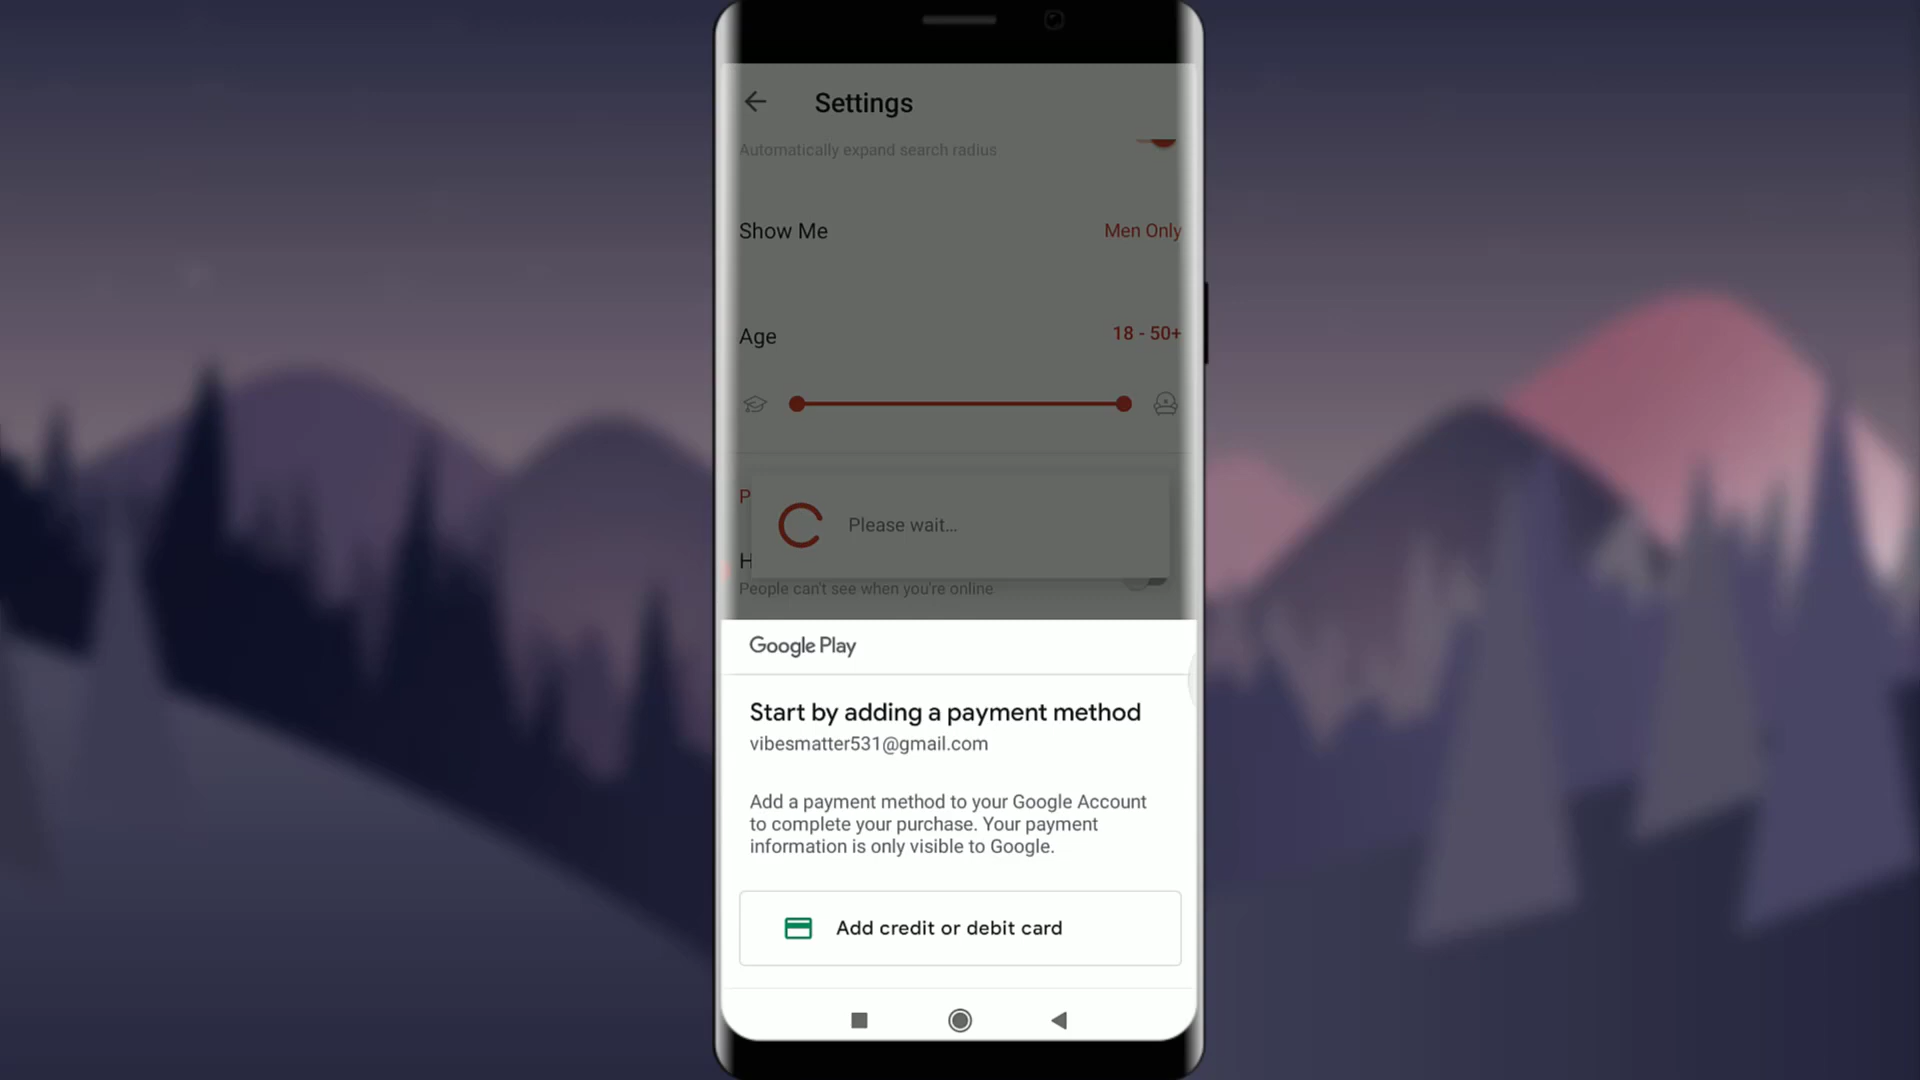 Settings
Automatically expand search radius
Show Me
Men Only
Age
18 - 50+
P
Please wait...
H
People can't see when you're online
Google Play
Start by adding a payment method
vibesmatter531@gmail.com
Add a payment method to your Google Account
to complete your purchase. Your payment
information is only visible to Google.
Add credit or debit card